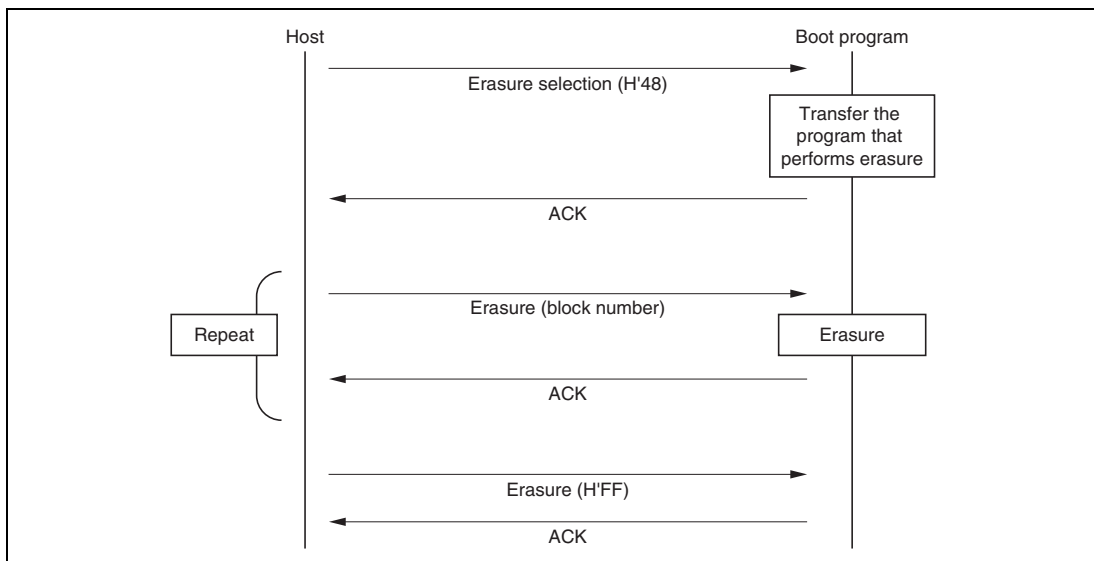 Host
Boot program
Erasure selection (H'48)
Transfer the
program that
performs erasure
ACK
Erasure (block number)
Repeat
Erasure
ACK
Erasure (H'FF)
ACK